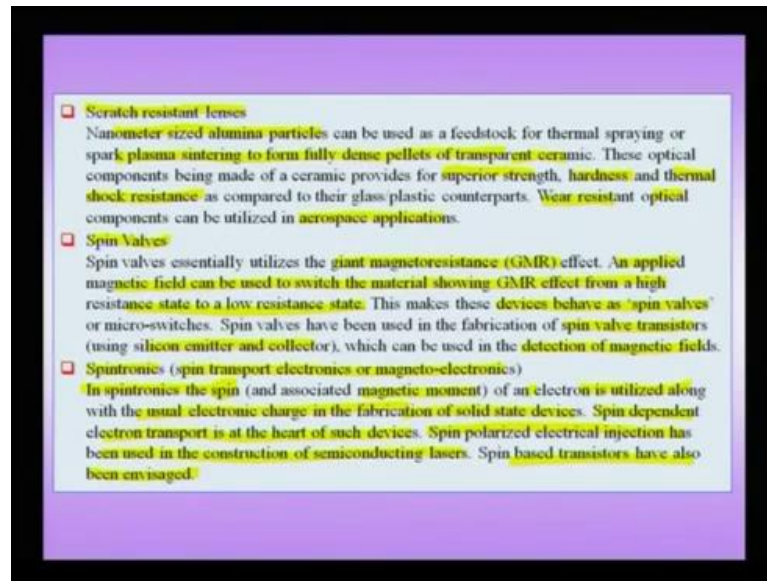 Scratch resistant lenses
Nanometer sized alumina particles can be used as a feedstock for thermal spraying or
spark plasma sintering to form fully dense pellets of transparent ceramic. These optical
components being made of a ceramic provides for superior strength, hardness and thermal
shock resistance as compared to their glass/plastic counterparts. Wear resistant optical
components can be utilized in aerospace applications.
Spin Valves
Spin valves essentially utilizes the giant magnetoresistance (GMR) effect. An applied
magnetic field can be used to switch the material showing GMR effect from a high
resistance state to a low resistance state. This makes these devices behave as 'spin valves'
or micro-switches. Spin valves have been used in the fabrication of spin valve transistors
(using silicon emitter and collector), which can be used in the detection of magnetic fields.
Spintronics (spin transport electronics or magneto-electronics)
In spintronics the spin (and associated magnetic moment) of an electron is utilized along
with the usual electronic charge in the fabrication of solid state devices. Spin dependent
electron transport is at the heart of such devices. Spin polarized electrical injection has
been used in the construction of semiconducting lasers. Spin based transistors have also
been envisaged.